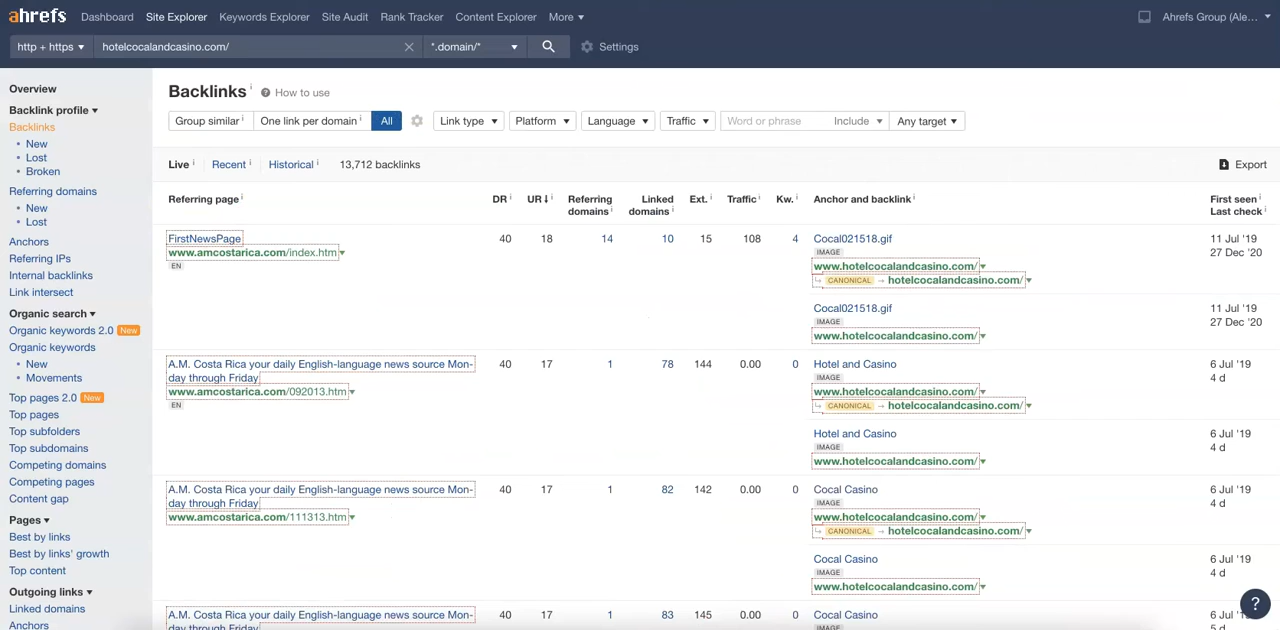 ahrefs Dashboard Site Explorer Keywords Explorer Site Audit Rank Tracker Content Explorer More Ahrefs Group (Ale...
http + https hotelcocalandcasino.com/ *.domain/* Settings
Overview
Backlink profile
Backlinks
New
Lost
Broken
Referring domains
New
Lost
Anchors
Referring IPs
Internal backlinks
Link intersect
Organic search
Organic keywords 2.0 New
Organic keywords
New
Movements
Top pages 2.0 New
Top pages
Top subfolders
Top subdomains
Competing domains
Competing pages
Content gap
Pages
Best by links
Best by links' growth
Top content
Outgoing links
Linked domains
Anchors
Backlinks i ? How to use
Group similar i One link per domain i All Link type Platform Language Traffic Word or phrase Include Any target
Live i Recent i Historical i 13,712 backlinks Export
Referring page i DR i UR i Referring domains i Linked domains i Ext. i Traffic i Kw. i Anchor and backlink i First seen i Last check i
FirstNewsPage 40 18 14 10 15 108 4 Cocal021518.gif 11 Jul '19
www.amcostarica.com/index.htm IMAGE 27 Dec '20
EN www.hotelcocalandcasino.com/
CANONICAL → hotelcocalandcasino.com/
Cocal021518.gif 11 Jul '19
IMAGE 27 Dec '20
www.hotelcocalandcasino.com/
A.M. Costa Rica your daily English-language news source Mon- 40 17 1 78 144 0.00 0 Hotel and Casino 6 Jul '19
day through Friday IMAGE 4 d
www.amcostarica.com/092013.htm www.hotelcocalandcasino.com/
EN CANONICAL → hotelcocalandcasino.com/
Hotel and Casino 6 Jul '19
IMAGE 4 d
www.hotelcocalandcasino.com/
A.M. Costa Rica your daily English-language news source Mon- 40 17 1 82 142 0.00 0 Cocal Casino 6 Jul '19
day through Friday IMAGE 4 d
www.amcostarica.com/111313.htm www.hotelcocalandcasino.com/
CANONICAL → hotelcocalandcasino.com/
Cocal Casino 6 Jul '19
IMAGE 4 d
www.hotelcocalandcasino.com/
A.M. Costa Rica your daily English-language news source Mon- 40 17 1 83 145 0.00 0 Cocal Casino 6 Jul
day through Friday IMAGE 5 d
?